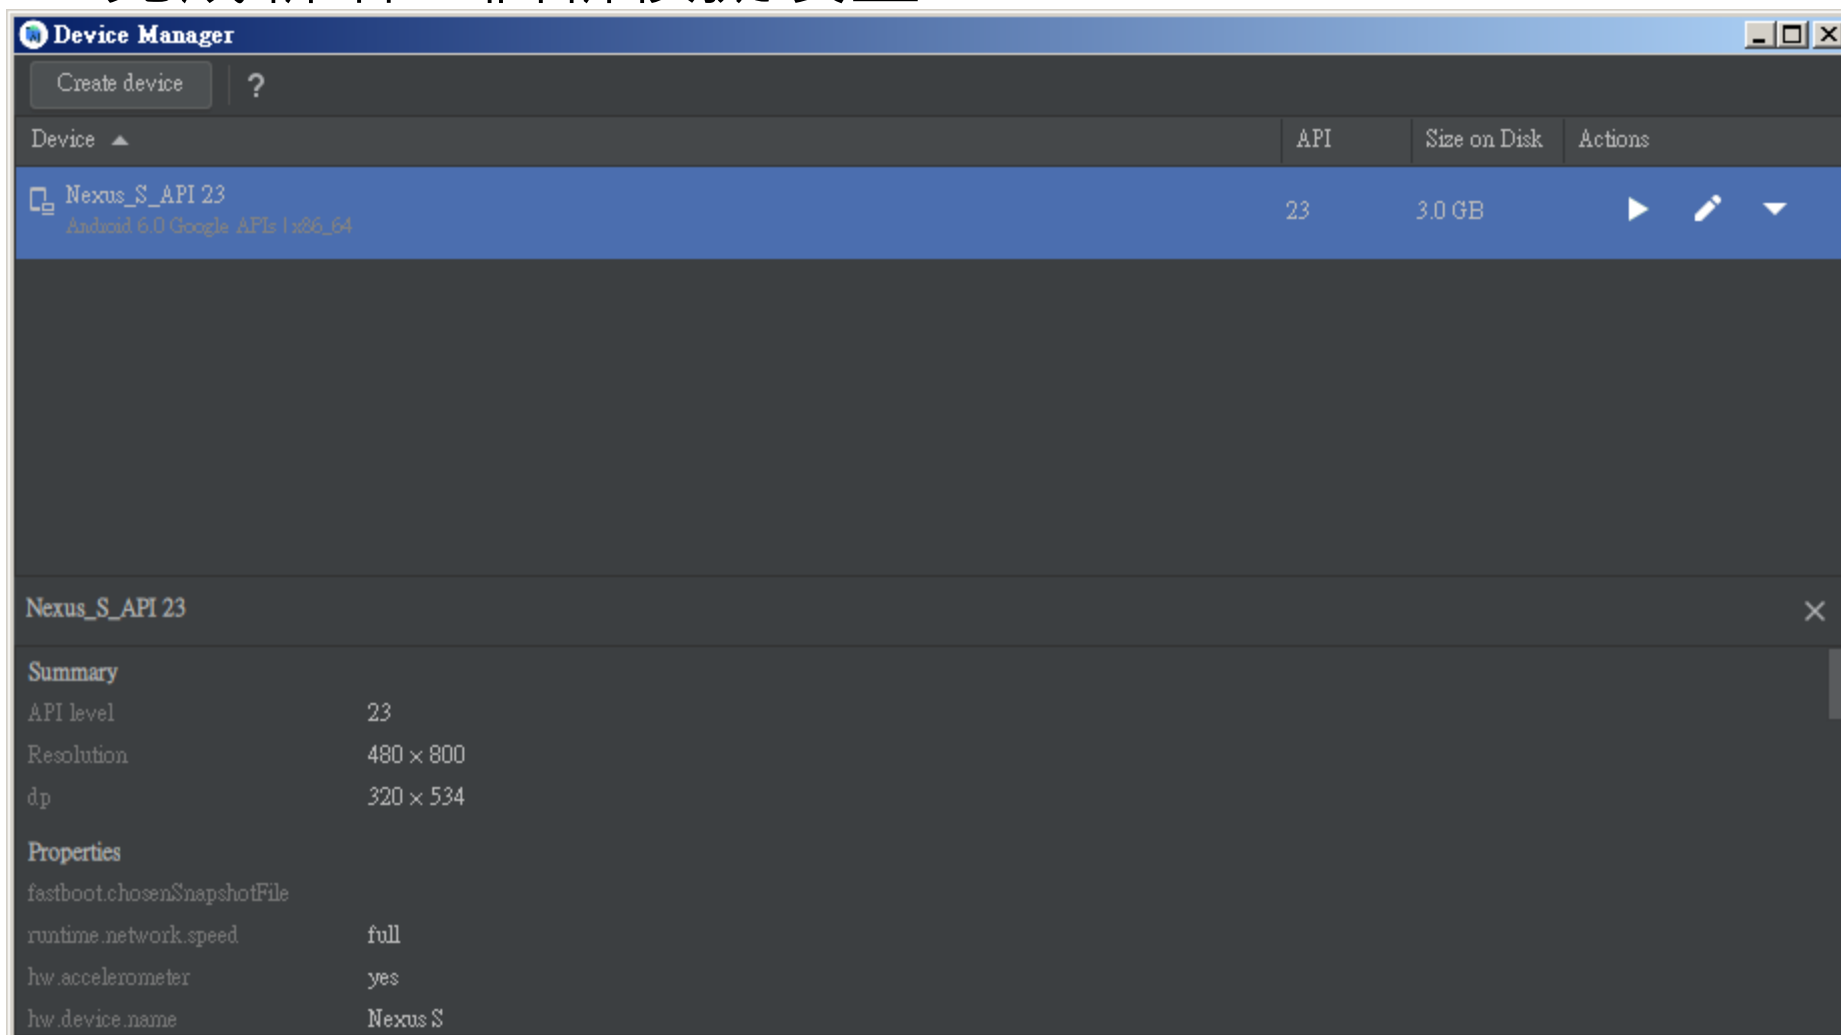 Device Manager
Create device ?
Device API Size on Disk Actions
Nexus_S_API 23 23 3.0 GB
Android 6.0 Google APIs | x86_64
Nexus_S_API 23
Summary
API level 23
Resolution 480 × 800
dp 320 × 534
Properties
fastboot.chosenSnapshotFile
runtime.network.speed full
hw.accelerometer yes
hw.device.name Nexus S